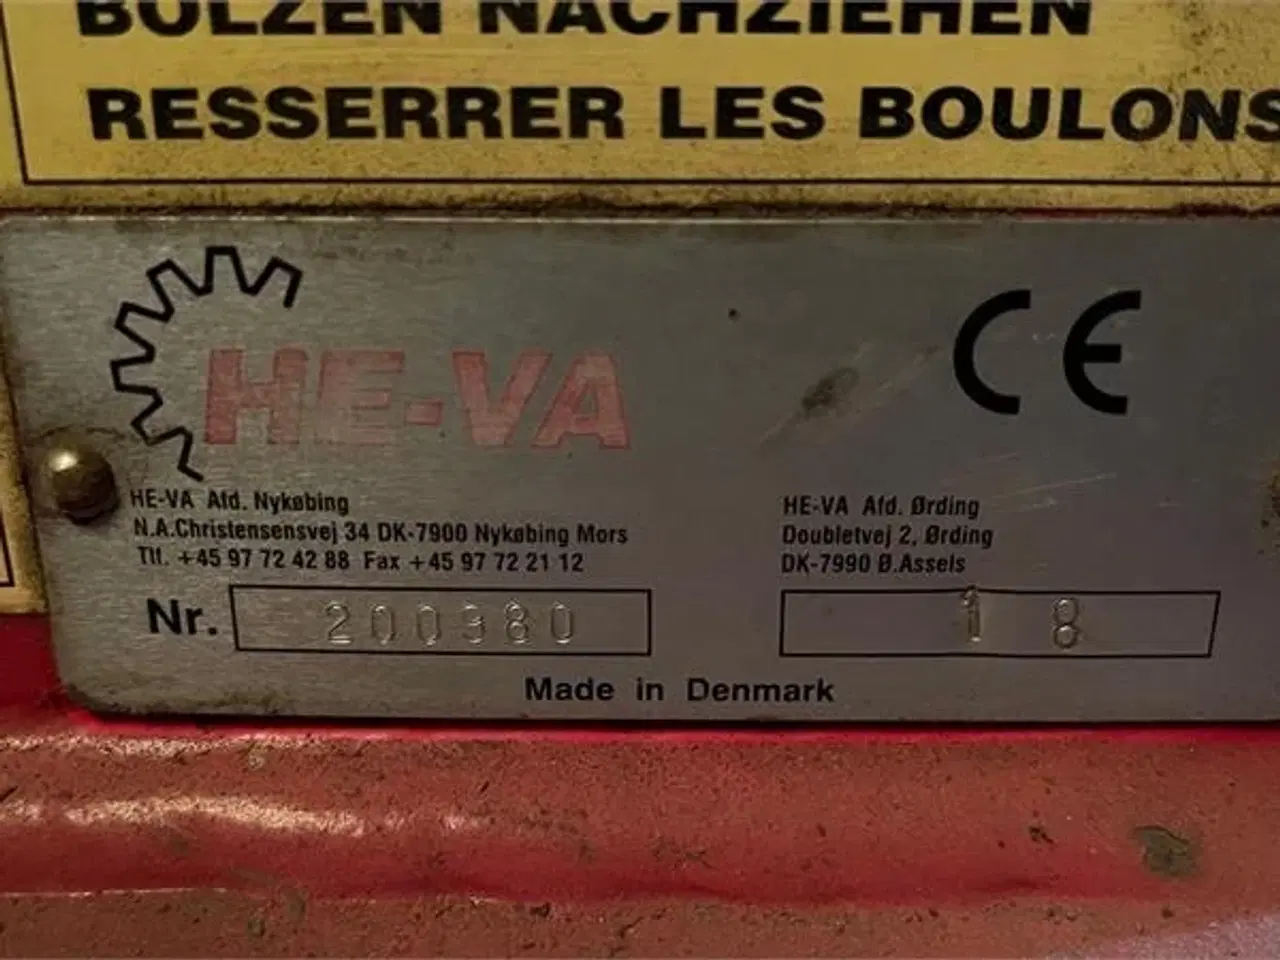 BOLZEN NACHZIEHEN
RESSERRER LES BOULONS
HE-VA
CE
HE-VA Afd. Nykøbing
N.A.Christensensvej 34 DK-7900 Nykøbing Mors
Tlf. +45 97 72 42 88 Fax +45 97 72 21 12
HE-VA Afd. Ørding
Doubletvej 2, Ørding
DK-7990 Ø.Assels
Nr. 200380
18
Made in Denmark